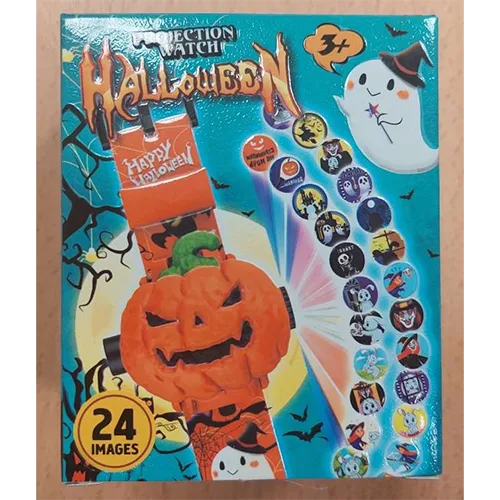 PROJECTION
WATCH
HALLOWEEN
3+
HAPPY
HALLOWEEN
24
IMAGES